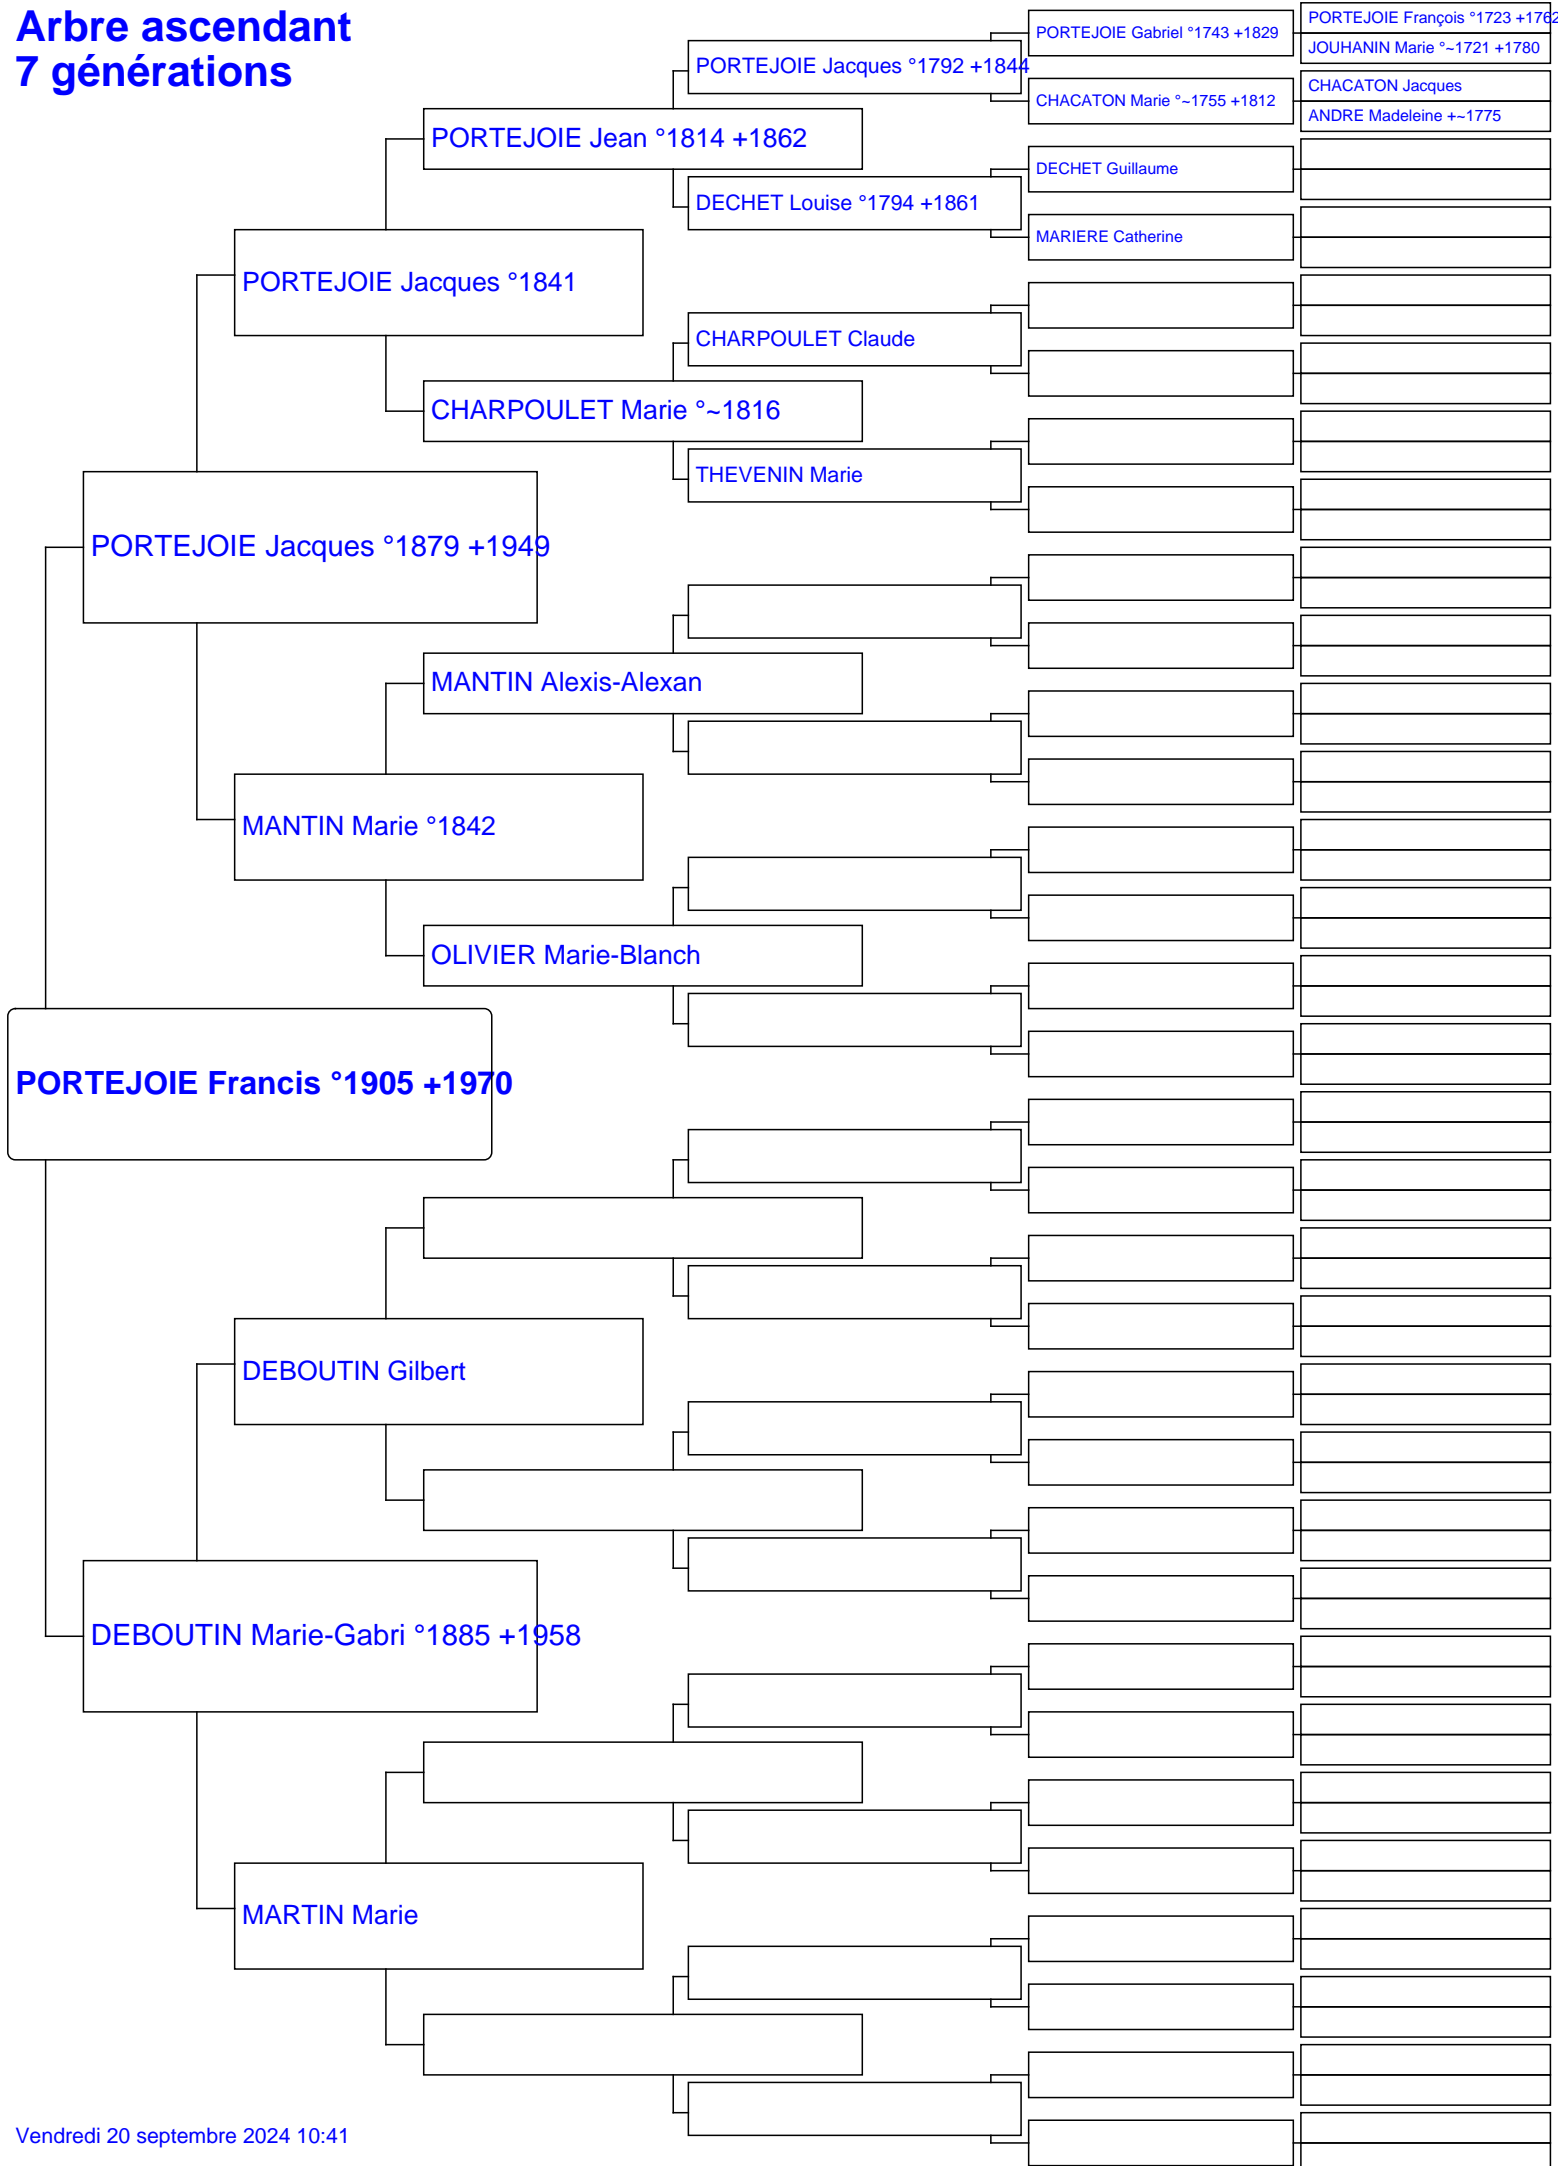 Arbre ascendant
7 générations
PORTEJOIE François °1723 +1762
PORTEJOIE Gabriel °1743 +1829
JOUHANIN Marie °~1721 +1780
PORTEJOIE Jacques °1792 +1844
CHACATON Jacques
CHACATON Marie °~1755 +1812
ANDRE Madeleine +~1775
PORTEJOIE Jean °1814 +1862
DECHET Guillaume
DECHET Louise °1794 +1861
MARIERE Catherine
PORTEJOIE Jacques °1841
CHARPOULET Claude
CHARPOULET Marie °~1816
THEVENIN Marie
PORTEJOIE Jacques °1879 +1949
MANTIN Alexis-Alexan
MANTIN Marie °1842
OLIVIER Marie-Blanch
PORTEJOIE Francis °1905 +1970
DEBOUTIN Gilbert
DEBOUTIN Marie-Gabri °1885 +1958
MARTIN Marie
Vendredi 20 septembre 2024 10:41